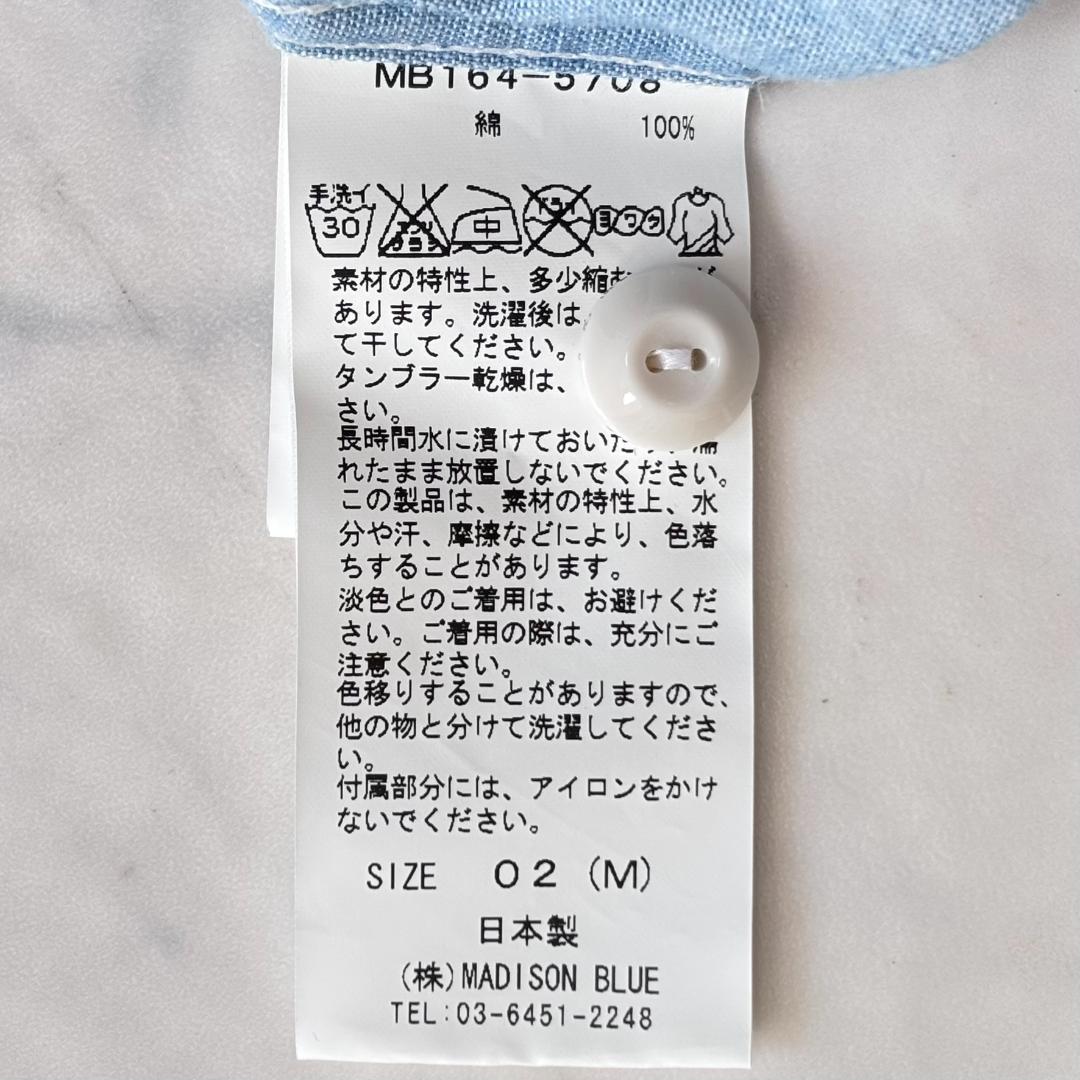 MB164-5708
綿 100%
手洗イ
30
エンソ
サラシ
中
ドライ
ヨワク
素材の特性上、多少縮む が
あります。洗濯後は、
て干してください。
タンブラー乾燥は、
さい。
長時間水に漬けておいたり、濡
れたまま放置しないでください。
この製品は、素材の特性上、水
分や汗、摩擦などにより、色落
ちすることがあります。
淡色とのご着用は、お避けくだ
さい。ご着用の際は、充分にご
注意ください。
色移りすることがありますので、
他の物と分けて洗濯してくださ
い。
付属部分には、アイロンをかけ
ないでください。
SIZE 02 (M)
日本製
(株)MADISON BLUE
TEL:03-6451-2248